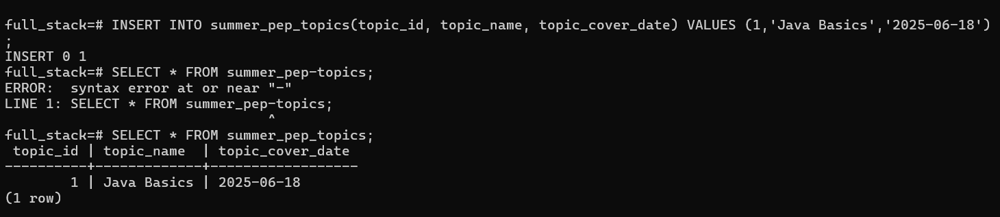 full_stack=# INSERT INTO summer_pep_topics(topic_id, topic_name, topic_cover_date) VALUES (1,'Java Basics','2025-06-18')
;
INSERT 0 1
full_stack=# SELECT * FROM summer_pep-topics;
ERROR:  syntax error at or near "-"
LINE 1: SELECT * FROM summer_pep-topics;
                                ^
full_stack=# SELECT * FROM summer_pep_topics;
 topic_id | topic_name  | topic_cover_date
----------+-------------+------------------
        1 | Java Basics | 2025-06-18
(1 row)